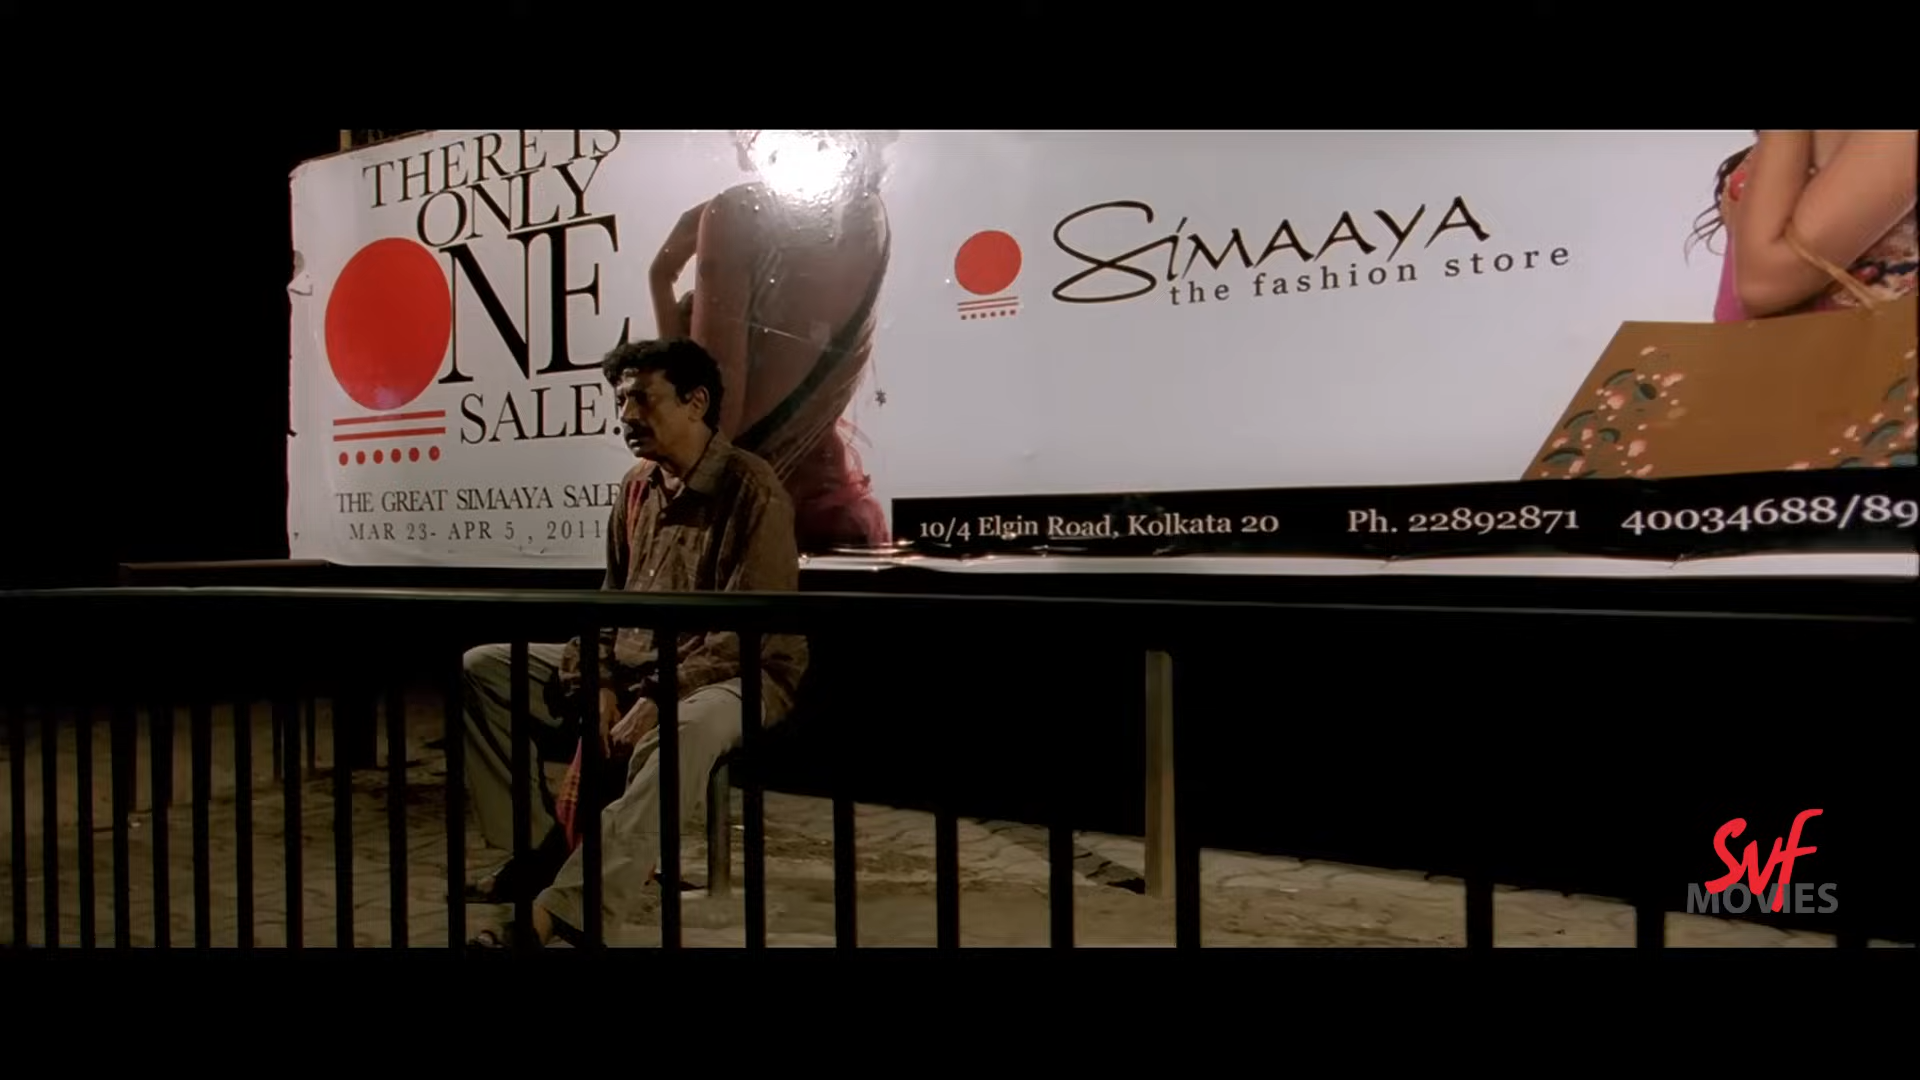 THERE IS
ONLY
ONE
SALE!
THE GREAT SIMAAYA SALE
MAR 23- APR 5 , 2011
SIMAAYA
the fashion store
10/4 Elgin Road, Kolkata 20 Ph. 22892871 40034688/89
Svf
MOVIES